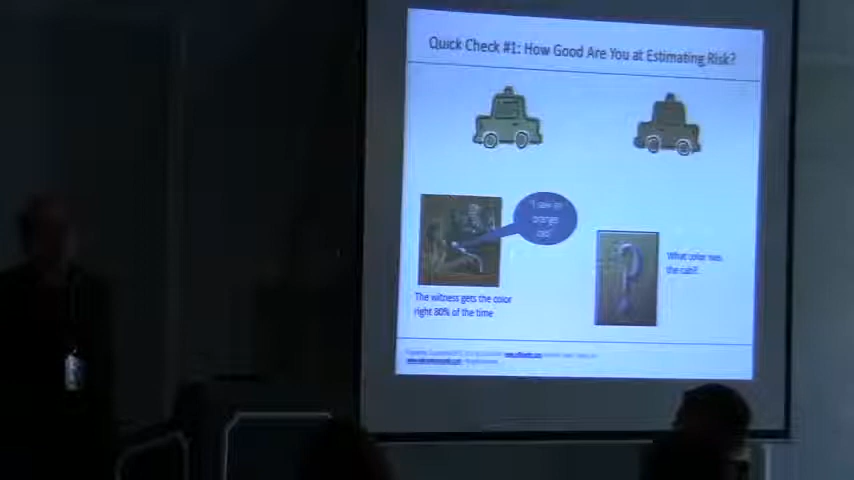 Quick Check #1: How Good Are You at Estimating Risk?
"I saw an
orange
cab"
What color was
the cab?
The witness gets the color
right 80% of the time